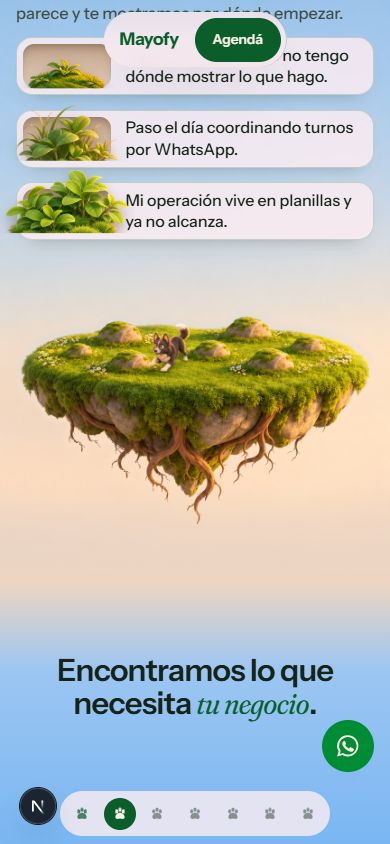 parece y te mostramos por dónde empezar.
Mayofy
Agendá
no tengo
dónde mostrar lo que hago.
Paso el día coordinando turnos
por WhatsApp.
Mi operación vive en planillas y
ya no alcanza.
Encontramos lo que
necesita tu negocio.
N